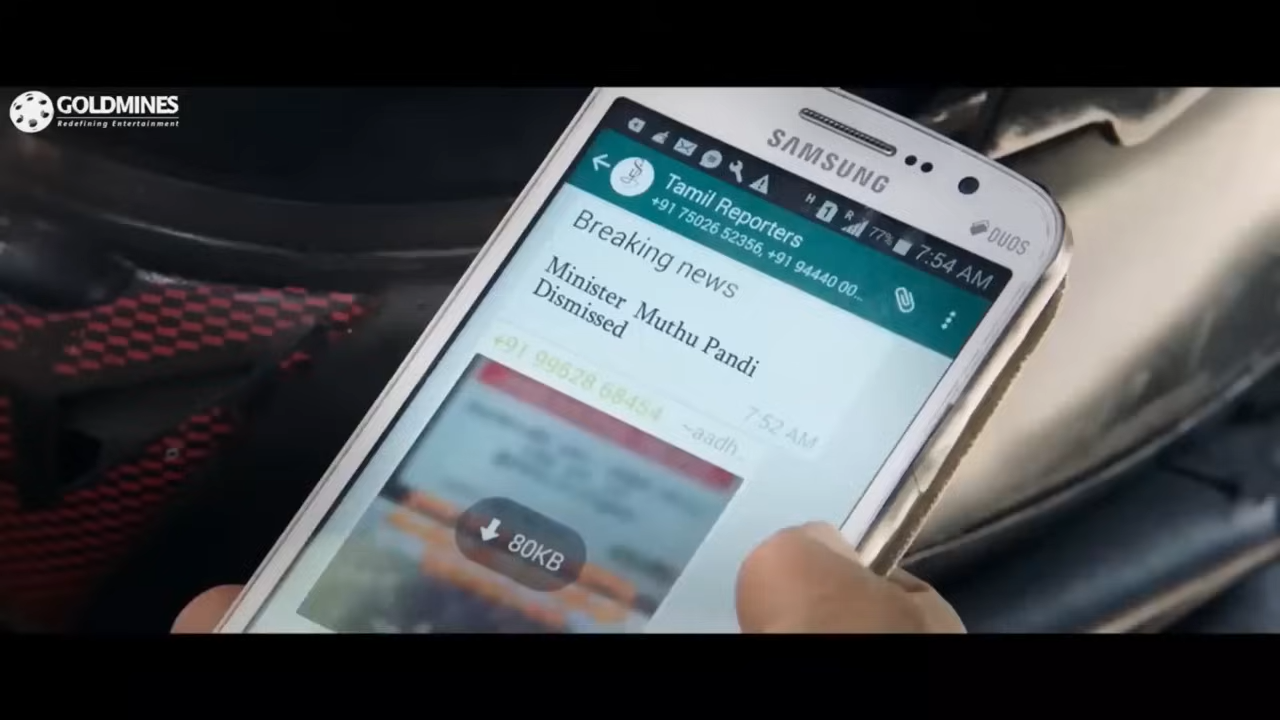 GOLDMINES
Redefining Entertainment
SAMSUNG
DUOS
H R 77% 7:54 AM
Tamil Reporters
+91 75026 52356, +91 94440 00...
Breaking news
Minister Muthu Pandi
Dismissed
7:52 AM
+91 99628 68454 ~aadh..
80KB